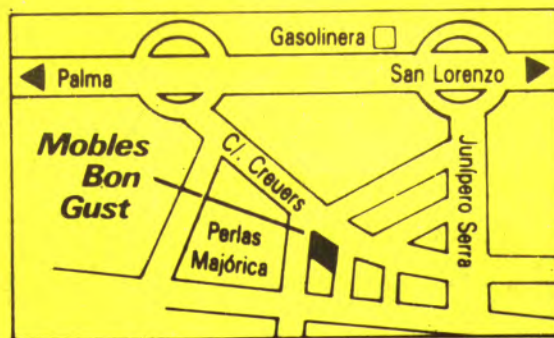 Gasolinera
Palma
San Lorenzo
Mobles
Bon
Gust
C/. Creuers
Junípero Serra
Perlas
Majórica